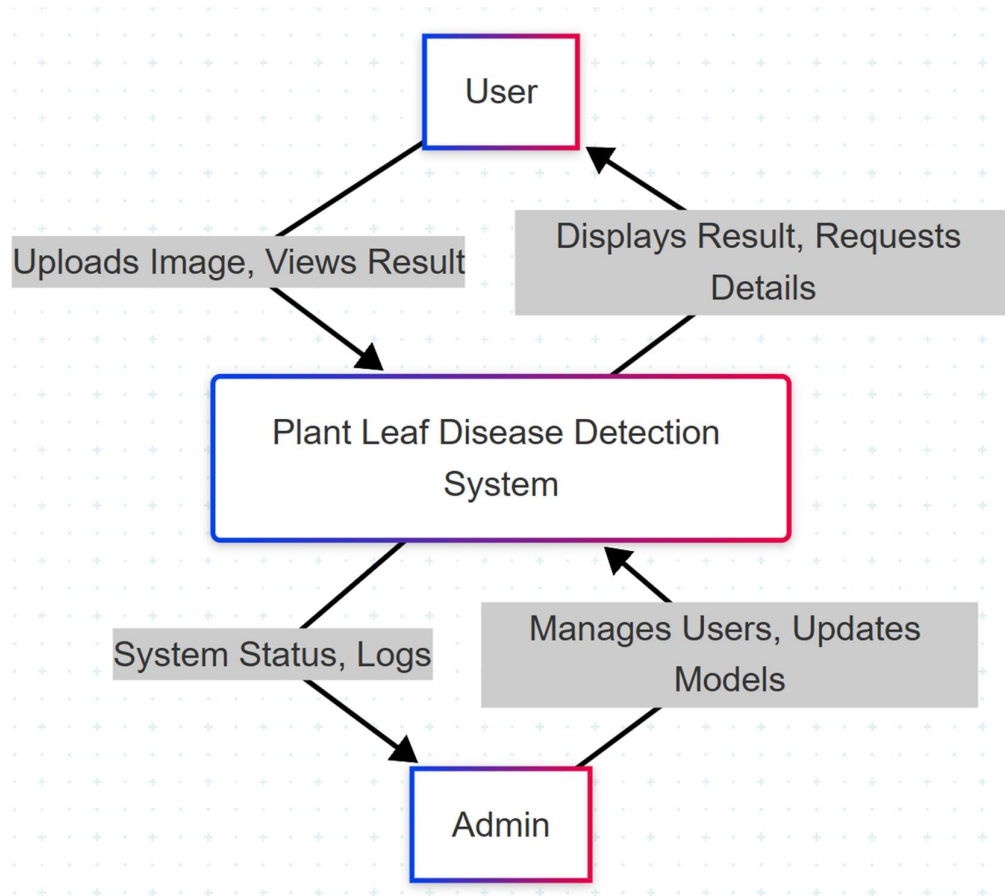 User
Uploads Image, Views Result
Displays Result, Requests
Details
Plant Leaf Disease Detection
System
System Status, Logs
Manages Users, Updates
Models
Admin